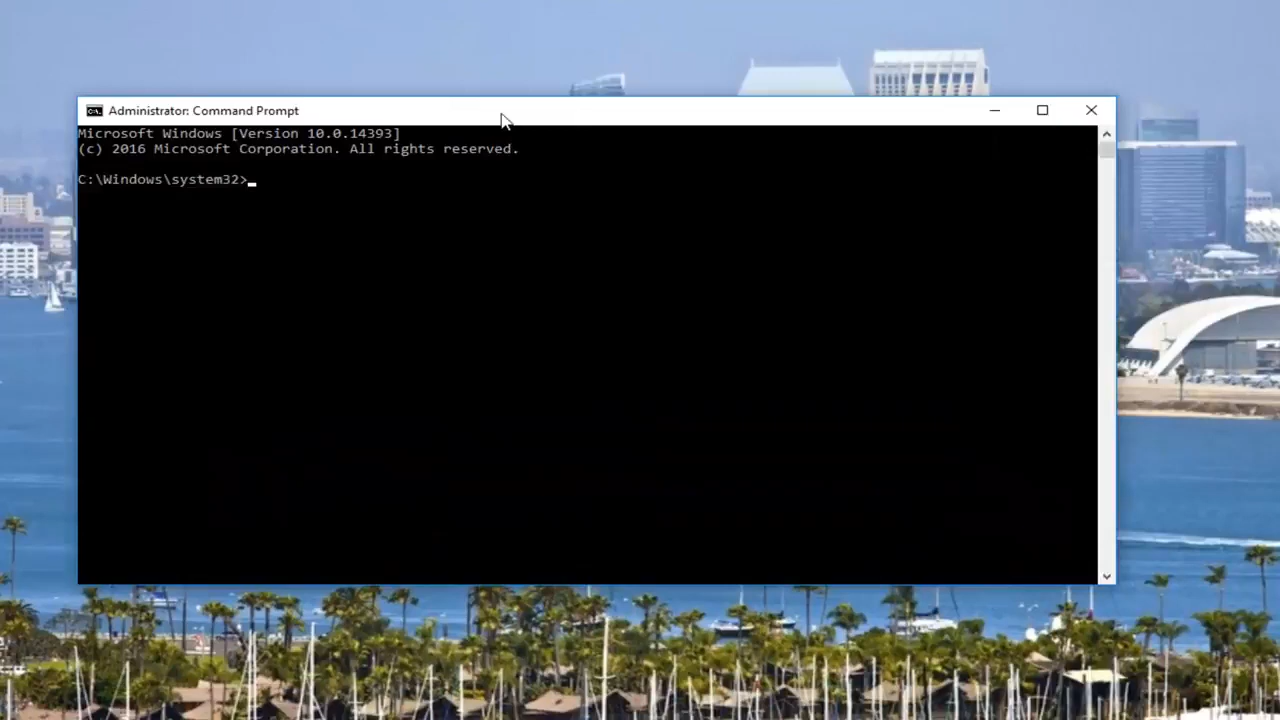 Administrator: Command Prompt
Microsoft Windows [Version 10.0.14393]
(c) 2016 Microsoft Corporation. All rights reserved.
C:\Windows\system32>